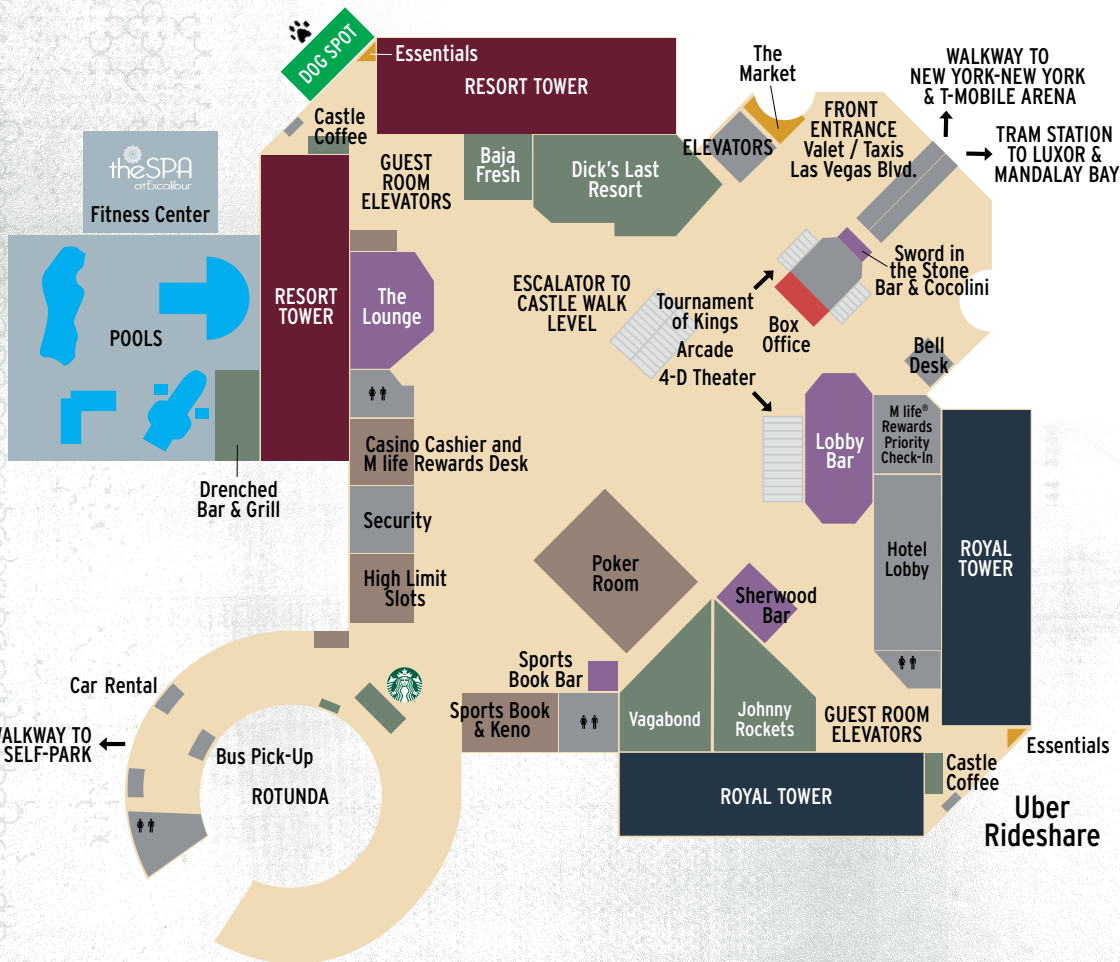 DOG SPOT
Essentials
RESORT TOWER
The
Market
WALKWAY TO
NEW YORK-NEW YORK
& T-MOBILE ARENA
TRAM STATION
TO LUXOR &
MANDALAY BAY
FRONT
ENTRANCE
Valet / Taxis
Las Vegas Blvd.
ELEVATORS
Castle
Coffee
GUEST
ROOM
ELEVATORS
Baja
Fresh
Dick's Last
Resort
theSPA
at Excalibur
Fitness Center
POOLS
RESORT
TOWER
The
Lounge
ESCALATOR TO
CASTLE WALK
LEVEL
Tournament
of Kings
Arcade
4-D Theater
Box
Office
Sword in
the Stone
Bar & Cocolini
Bell
Desk
M life®
Rewards
Priority
Check-In
Lobby
Bar
Casino Cashier and
M life Rewards Desk
Drenched
Bar & Grill
Security
High Limit
Slots
Poker
Room
Hotel
Lobby
ROYAL
TOWER
Sherwood
Bar
Sports
Book Bar
Sports Book
& Keno
Vagabond
Johnny
Rockets
GUEST ROOM
ELEVATORS
Car Rental
WALKWAY TO
SELF-PARK
Bus Pick-Up
ROTUNDA
ROYAL TOWER
Essentials
Castle
Coffee
Uber
Rideshare